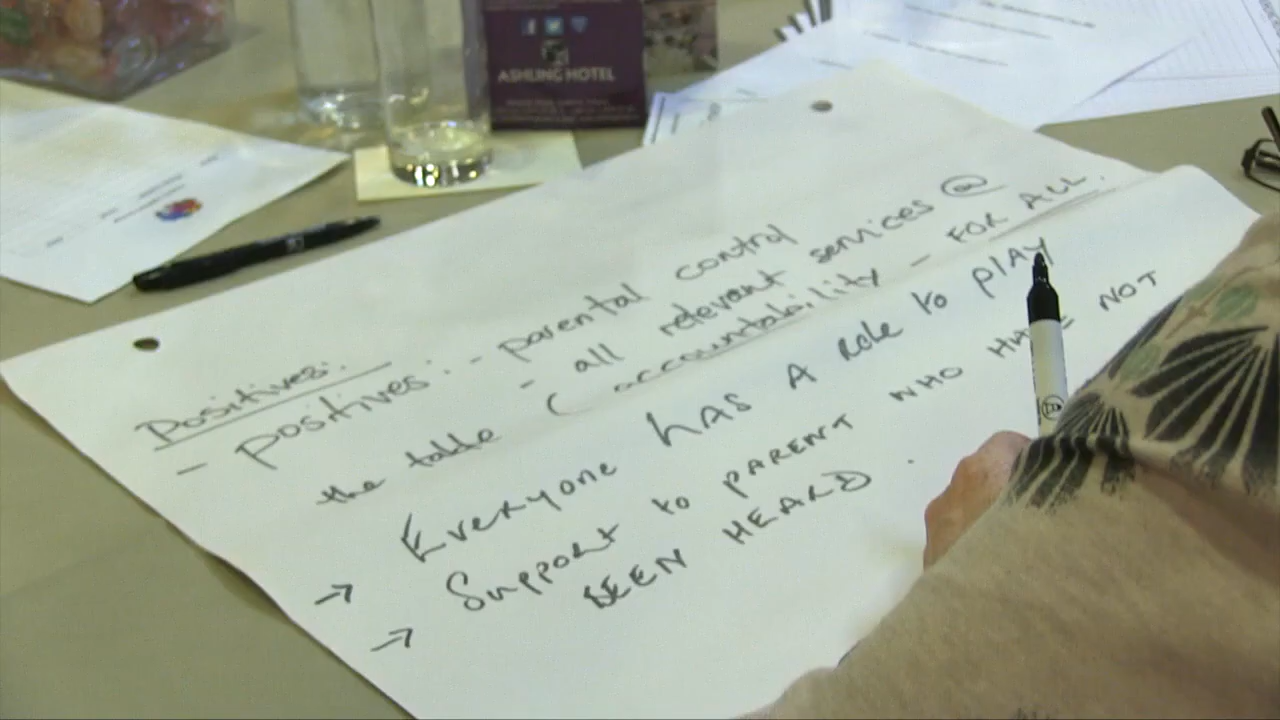 ASHLING HOTEL
Positives:
- positives: - parental control
- all relevant services @
the table (accountability - FOR ALL.
→ Everyone has A Role to plAY
→ Support to PARENT WHO HAVE NOT
BEEN HEARD.